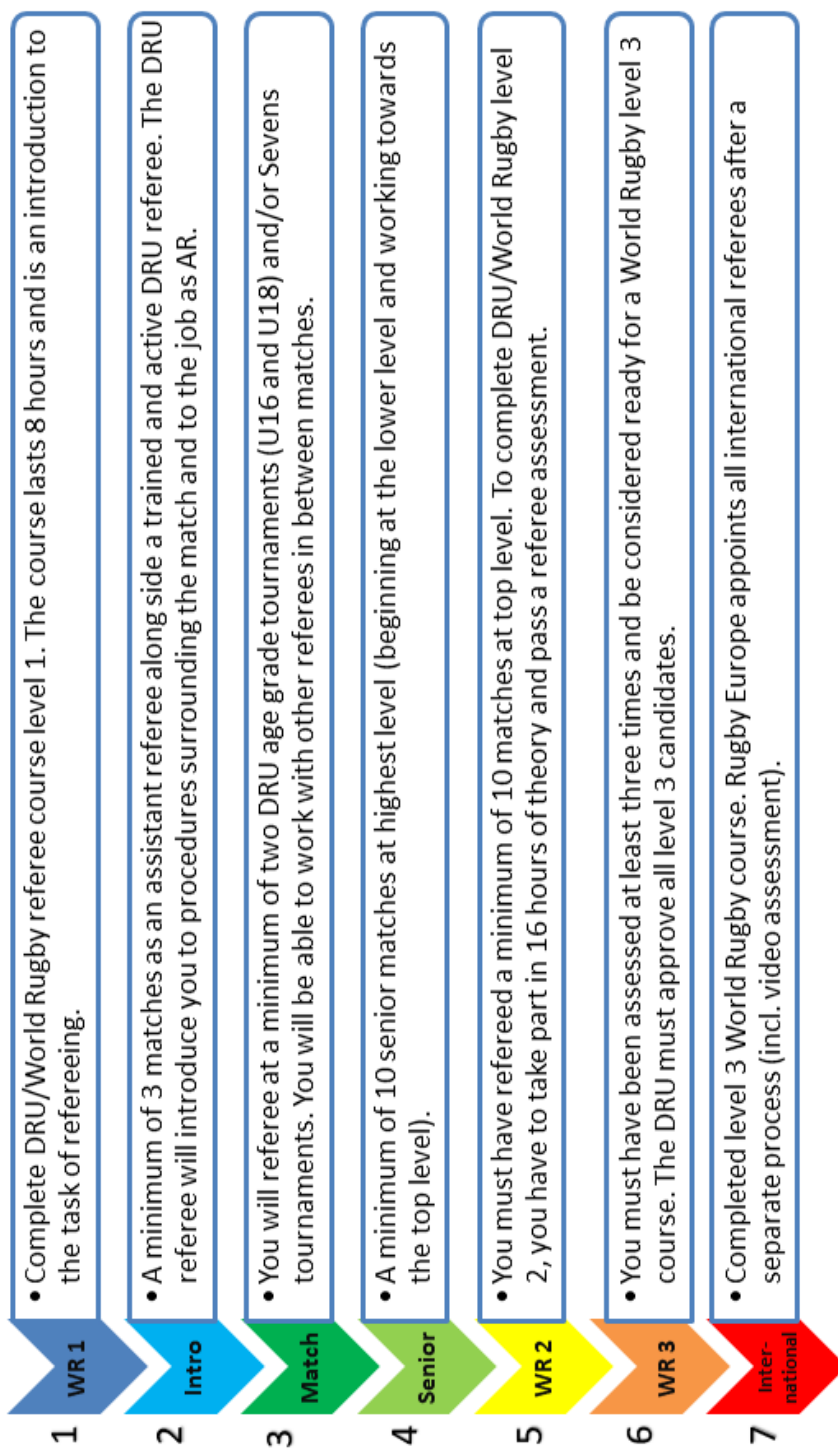 1
WR 1
• Complete DRU/World Rugby referee course level 1. The course lasts 8 hours and is an introduction to
the task of refereeing.
2
Intro
• A minimum of 3 matches as an assistant referee along side a trained and active DRU referee. The DRU
referee will introduce you to procedures surrounding the match and to the job as AR.
3
Match
• You will referee at a minimum of two DRU age grade tournaments (U16 and U18) and/or Sevens
tournaments. You will be able to work with other referees in between matches.
4
Senior
• A minimum of 10 senior matches at highest level (beginning at the lower level and working towards
the top level).
5
WR 2
• You must have refereed a minimum of 10 matches at top level. To complete DRU/World Rugby level
2, you have to take part in 16 hours of theory and pass a referee assessment.
6
WR 3
• You must have been assessed at least three times and be considered ready for a World Rugby level 3
course. The DRU must approve all level 3 candidates.
7
Inter-
national
• Completed level 3 World Rugby course. Rugby Europe appoints all international referees after a
separate process (incl. video assessment).